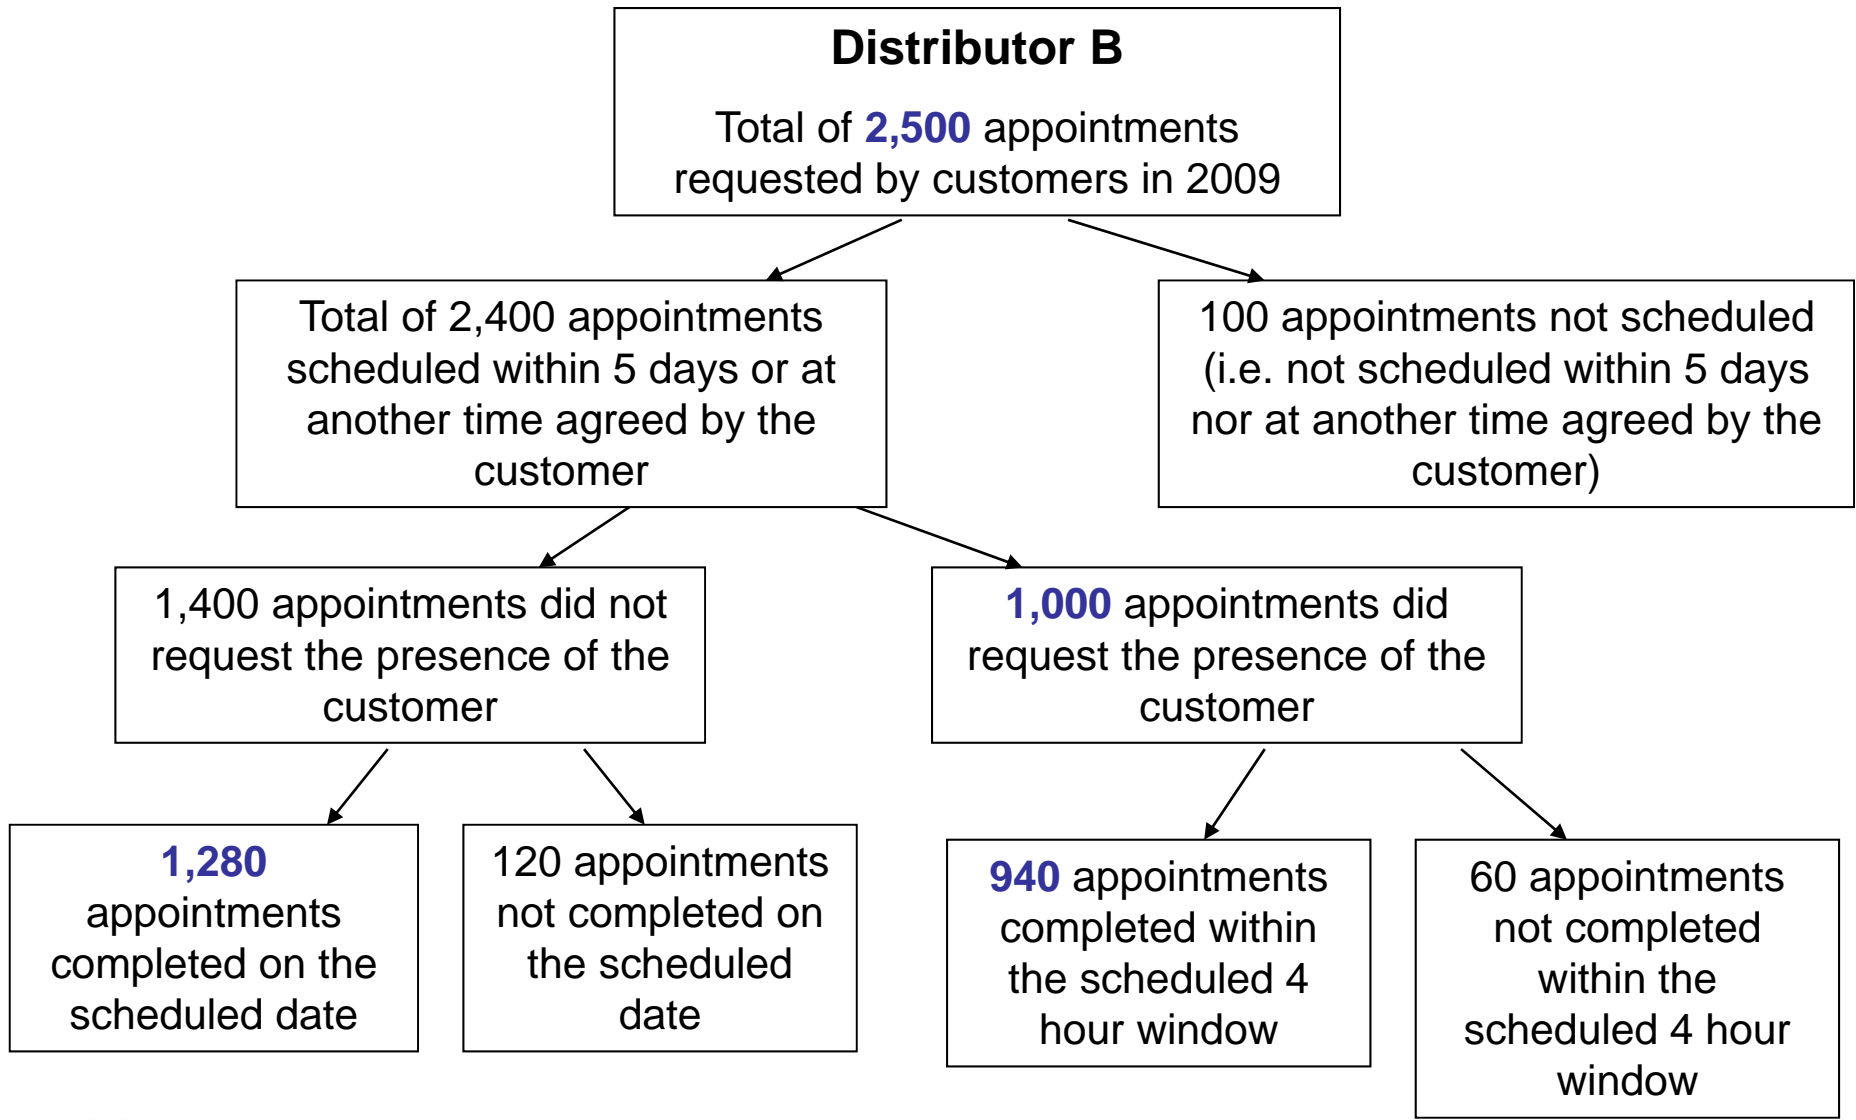 Distributor B
Total of 2,500 appointments
requested by customers in 2009
Total of 2,400 appointments
scheduled within 5 days or at
another time agreed by the
customer
100 appointments not scheduled
(i.e. not scheduled within 5 days
nor at another time agreed by the
customer)
1,400 appointments did not
request the presence of the
customer
1,000 appointments did
request the presence of the
customer
1,280
appointments
completed on the
scheduled date
120 appointments
not completed on
the scheduled
date
940 appointments
completed within
the scheduled 4
hour window
60 appointments
not completed
within the
scheduled 4 hour
window